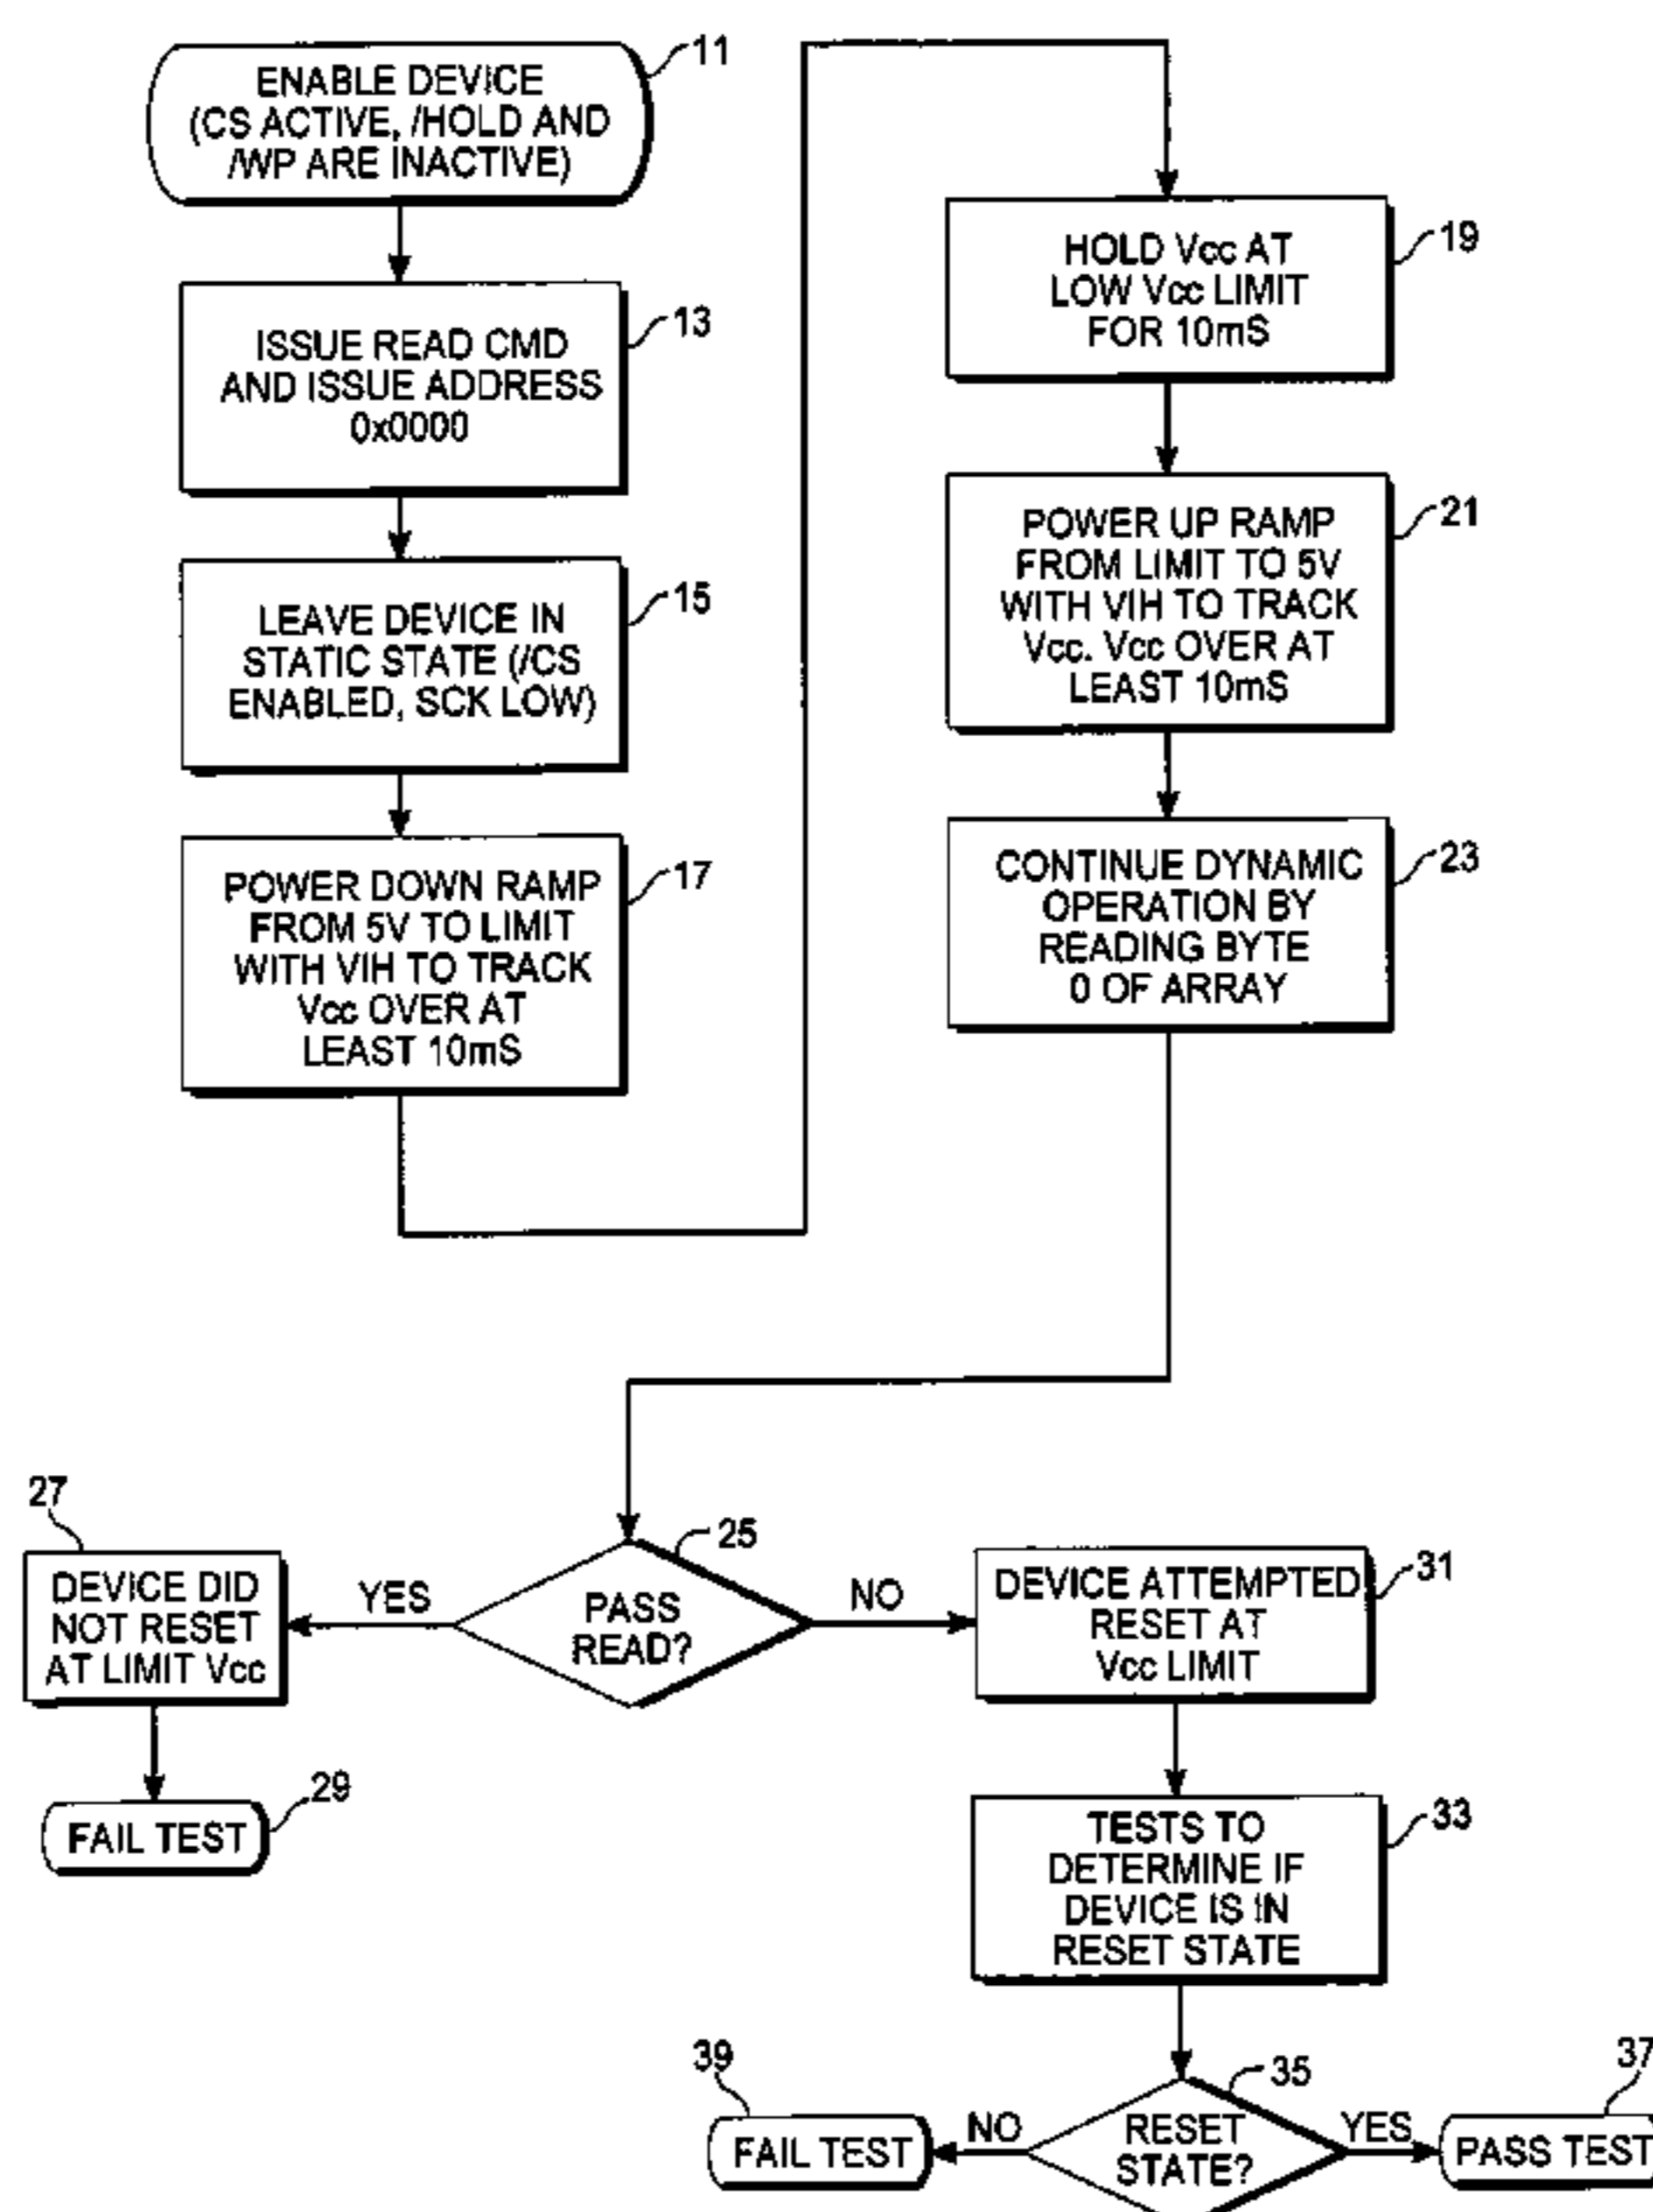 11
ENABLE DEVICE
(CS ACTIVE, /HOLD AND
/WP ARE INACTIVE)
13
ISSUE READ CMD
AND ISSUE ADDRESS
0x0000
15
LEAVE DEVICE IN
STATIC STATE (/CS
ENABLED, SCK LOW)
17
POWER DOWN RAMP
FROM 5V TO LIMIT
WITH VIH TO TRACK
Vcc OVER AT
LEAST 10mS
19
HOLD Vcc AT
LOW Vcc LIMIT
FOR 10mS
21
POWER UP RAMP
FROM LIMIT TO 5V
WITH VIH TO TRACK
Vcc. Vcc OVER AT
LEAST 10mS
23
CONTINUE DYNAMIC
OPERATION BY
READING BYTE
0 OF ARRAY
25
PASS
READ?
YES
NO
27
DEVICE DID
NOT RESET
AT LIMIT Vcc
29
FAIL TEST
31
DEVICE ATTEMPTED
RESET AT
Vcc LIMIT
33
TESTS TO
DETERMINE IF
DEVICE IS IN
RESET STATE
35
RESET
STATE?
NO
YES
39
FAIL TEST
37
PASS TEST